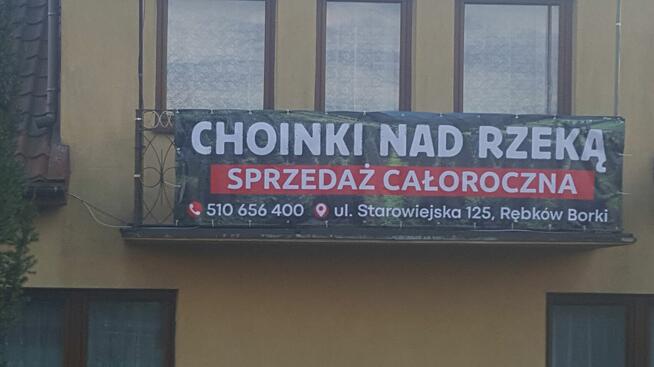 CHOINKI NAD RZEKĄ
SPRZEDAŻ CAŁOROCZNA
510 656 400 ul. Starowiejska 125, Rębków Borki